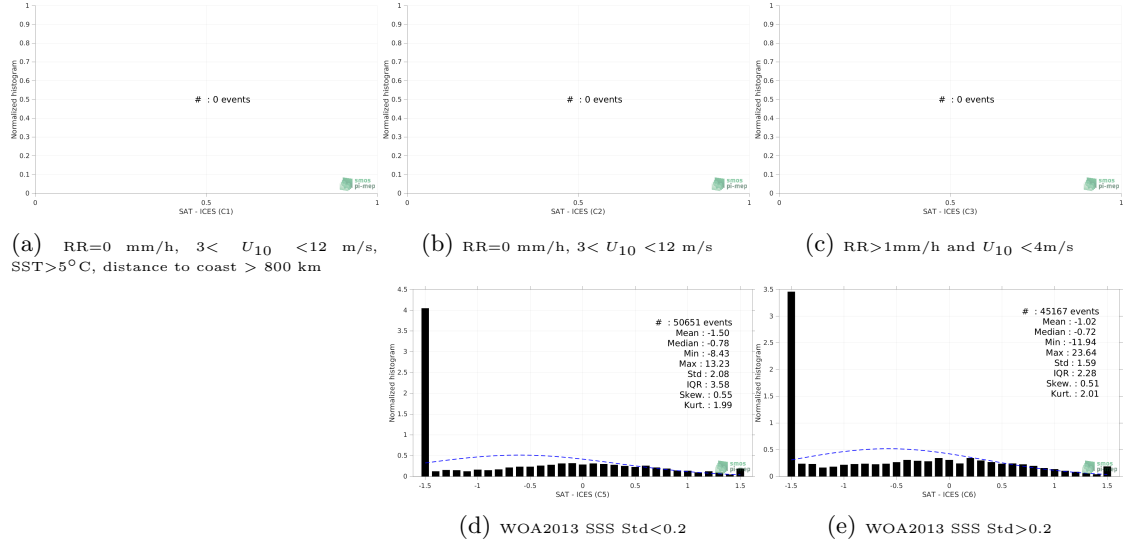 Normalized histogram
1
0.9
0.8
0.7
0.6
0.5
0.4
0.3
0.2
0.1
0
# : 0 events
smos
pi-mep
0 0.5 1
SAT - ICES (C1)
(a) RR=0 mm/h, 3< U10 <12 m/s,
SST>5°C, distance to coast > 800 km
Normalized histogram
1
0.9
0.8
0.7
0.6
0.5
0.4
0.3
0.2
0.1
0
# : 0 events
smos
pi-mep
0 0.5 1
SAT - ICES (C2)
(b) RR=0 mm/h, 3< U10 <12 m/s
Normalized histogram
1
0.9
0.8
0.7
0.6
0.5
0.4
0.3
0.2
0.1
0
# : 0 events
smos
pi-mep
0 0.5 1
SAT - ICES (C3)
(c) RR>1mm/h and U10 <4m/s
Normalized histogram
4.5
4
3.5
3
2.5
2
1.5
1
0.5
0
# : 50651 events
Mean : -1.50
Median : -0.78
Min : -8.43
Max : 13.23
Std : 2.08
IQR : 3.58
Skew. : 0.55
Kurt. : 1.99
smos
pi-mep
-1.5 -1 -0.5 0 0.5 1 1.5
SAT - ICES (C5)
(d) WOA2013 SSS Std<0.2
Normalized histogram
3.5
3
2.5
2
1.5
1
0.5
0
# : 45167 events
Mean : -1.02
Median : -0.72
Min : -11.94
Max : 23.64
Std : 1.59
IQR : 2.28
Skew. : 0.51
Kurt. : 2.01
smos
pi-mep
-1.5 -1 -0.5 0 0.5 1 1.5
SAT - ICES (C6)
(e) WOA2013 SSS Std>0.2